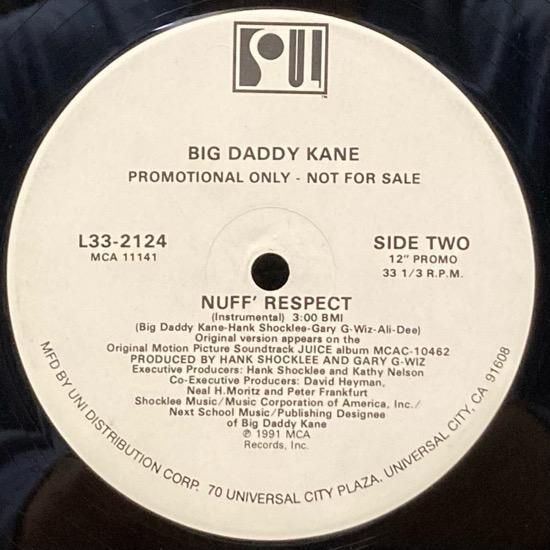 SOUL
BIG DADDY KANE
PROMOTIONAL ONLY - NOT FOR SALE
L33-2124
MCA 11141
SIDE TWO
12" PROMO
33 1/3 R.P.M.
NUFF' RESPECT
(Instrumental) 3:00 BMI
(Big Daddy Kane-Hank Shocklee-Gary G-Wiz-Ali-Dee)
Original version appears on the
Original Motion Picture Soundtrack JUICE album MCAC-10462
PRODUCED BY HANK SHOCKLEE AND GARY G-WIZ
Executive Producers: Hank Shocklee and Kathy Nelson
Co-Executive Producers: David Heyman,
Neal H.Moritz and Peter Frankfurt
Shocklee Music/Music Corporation of America, Inc./
Next School Music/Publishing Designee
of Big Daddy Kane
℗ 1991 MCA
Records, Inc.
MFD BY UNI DISTRIBUTION CORP. 70 UNIVERSAL CITY PLAZA, UNIVERSAL CITY, CA 91608